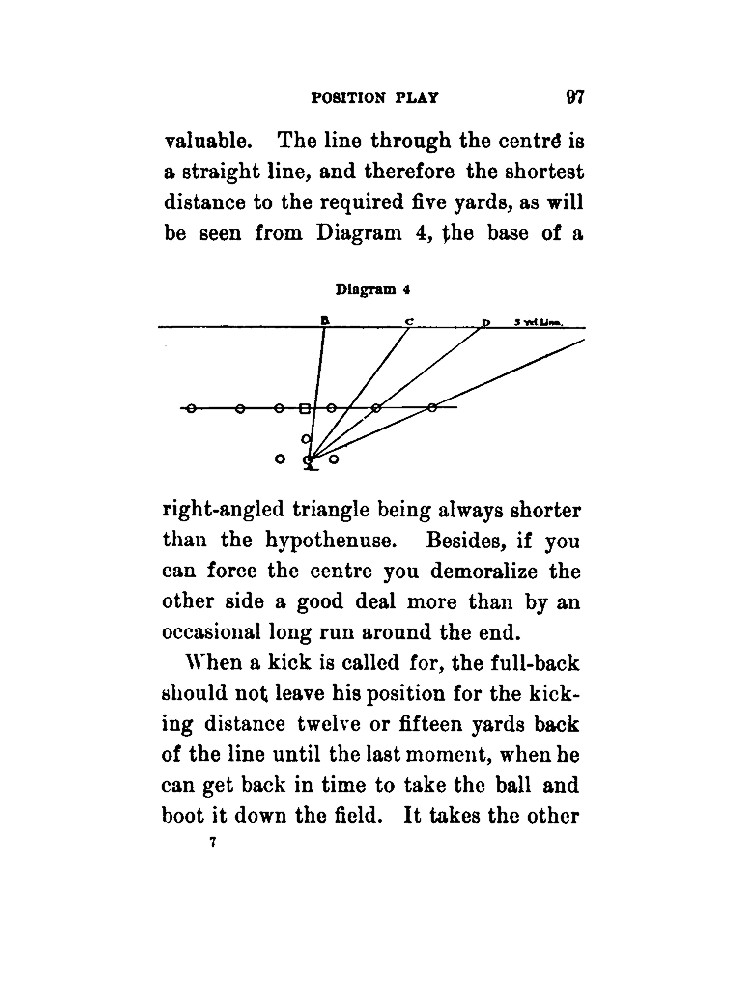 POSITION PLAY 97
valuable. The line through the centre is
a straight line, and therefore the shortest
distance to the required five yards, as will
be seen from Diagram 4, the base of a
Diagram 4
B C D 5 yd Line.
right-angled triangle being always shorter
than the hypothenuse. Besides, if you
can force the centre you demoralize the
other side a good deal more than by an
occasional long run around the end.
When a kick is called for, the full-back
should not leave his position for the kick-
ing distance twelve or fifteen yards back
of the line until the last moment, when he
can get back in time to take the ball and
boot it down the field. It takes the other
7